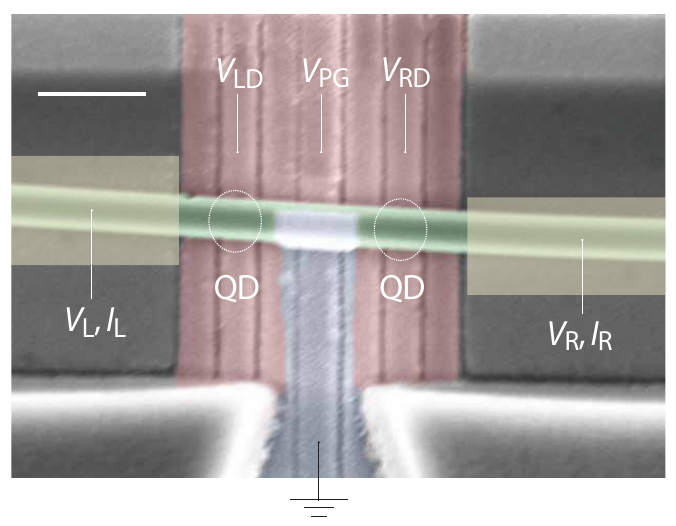 VLD VPG VRD
QD QD
VL, IL
VR, IR